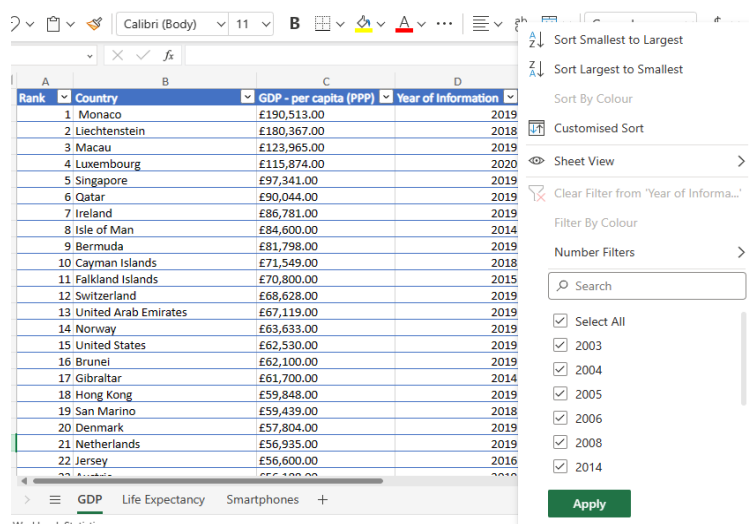 Calibri (Body) 11 B A ab
fx
A B C D
Rank Country GDP - per capita (PPP) Year of Information
1 Monaco £190,513.00 2019
2 Liechtenstein £180,367.00 2018
3 Macau £123,965.00 2019
4 Luxembourg £115,874.00 2020
5 Singapore £97,341.00 2019
6 Qatar £90,044.00 2019
7 Ireland £86,781.00 2019
8 Isle of Man £84,600.00 2014
9 Bermuda £81,798.00 2019
10 Cayman Islands £71,549.00 2018
11 Falkland Islands £70,800.00 2015
12 Switzerland £68,628.00 2019
13 United Arab Emirates £67,119.00 2019
14 Norway £63,633.00 2019
15 United States £62,530.00 2019
16 Brunei £62,100.00 2019
17 Gibraltar £61,700.00 2014
18 Hong Kong £59,848.00 2019
19 San Marino £59,439.00 2018
20 Denmark £57,804.00 2019
21 Netherlands £56,935.00 2019
22 Jersey £56,600.00 2016
GDP Life Expectancy Smartphones
Sort Smallest to Largest
Sort Largest to Smallest
Sort By Colour
Customised Sort
Sheet View
Clear Filter from 'Year of Informa...'
Filter By Colour
Number Filters
Search
Select All
2003
2004
2005
2006
2008
2014
Apply